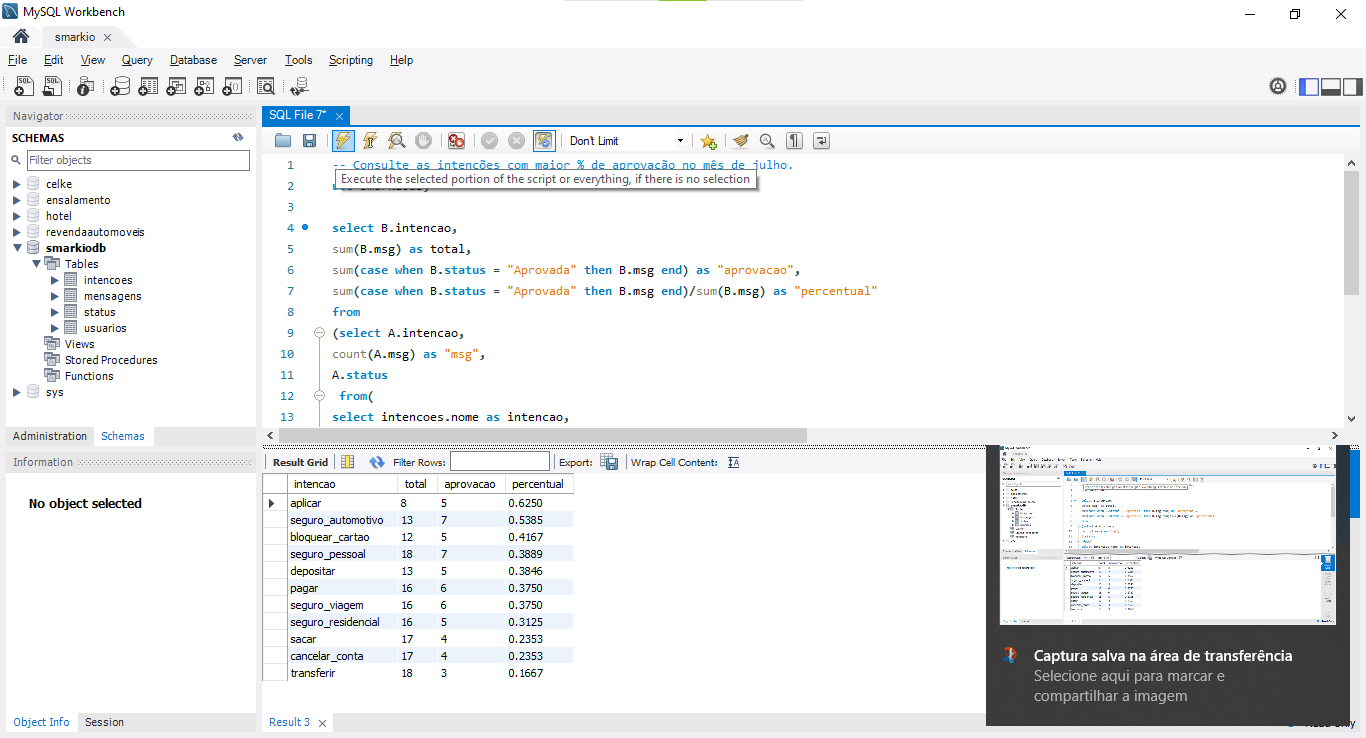 MySQL Workbench
smarkio
File Edit View Query Database Server Tools Scripting Help
Navigator
SCHEMAS
Filter objects
celke
ensalamento
hotel
revendaautomoveis
smarkiodb
Tables
intencoes
mensagens
status
usuarios
Views
Stored Procedures
Functions
sys
Administration Schemas
Information
No object selected
Object Info Session
SQL File 7*
Don't Limit
1 -- Consulte as intenções com maior % de aprovação no mês de julho.
Execute the selected portion of the script or everything, if there is no selection
2
3
4 select B.intencao,
5 sum(B.msg) as total,
6 sum(case when B.status = "Aprovada" then B.msg end) as "aprovacao",
7 sum(case when B.status = "Aprovada" then B.msg end)/sum(B.msg) as "percentual"
8 from
9 (select A.intencao,
10 count(A.msg) as "msg",
11 A.status
12 from(
13 select intencoes.nome as intencao,
Result Grid Filter Rows: Export: Wrap Cell Content:
intencao total aprovacao percentual
aplicar 8 5 0.6250
seguro_automotivo 13 7 0.5385
bloquear_cartao 12 5 0.4167
seguro_pessoal 18 7 0.3889
depositar 13 5 0.3846
pagar 16 6 0.3750
seguro_viagem 16 6 0.3750
seguro_residencial 16 5 0.3125
sacar 17 4 0.2353
cancelar_conta 17 4 0.2353
transferir 18 3 0.1667
Result 3
Captura salva na área de transferência
Selecione aqui para marcar e
compartilhar a imagem